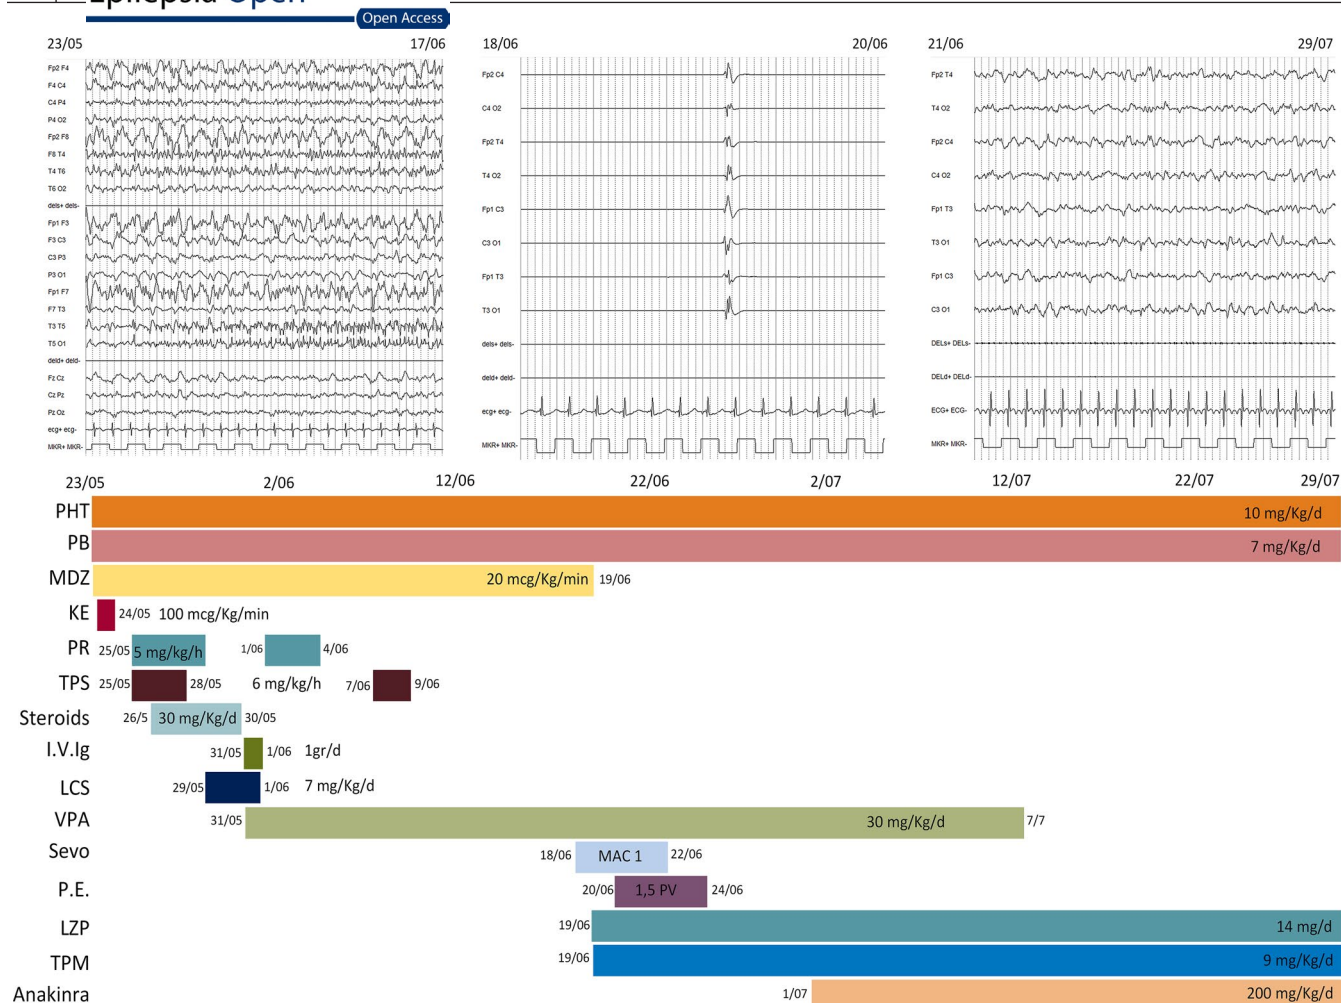 Epilepsia Open
Open Access
23/05 17/06
Fp2 F4
F4 C4
C4 P4
P4 O2
Fp2 F8
F8 T4
T4 T6
T6 O2
dels+ dels-
Fp1 F3
F3 C3
C3 P3
P3 O1
Fp1 F7
F7 T3
T3 T5
T5 O1
deld+ deld-
Fz Cz
Cz Pz
Pz Oz
ecg+ ecg-
MKR+ MKR-
18/06 20/06
Fp2 C4
C4 O2
Fp2 T4
T4 O2
Fp1 C3
C3 O1
Fp1 T3
T3 O1
dels+ dels-
deld+ deld-
ecg+ ecg-
MKR+ MKR-
21/06 29/07
Fp2 T4
T4 O2
Fp2 C4
C4 O2
Fp1 T3
T3 O1
Fp1 C3
C3 O1
DELs+ DELs-
DELd+ DELd-
ECG+ ECG-
MKR+ MKR-
23/05 2/06 12/06 22/06 2/07 12/07 22/07 29/07
PHT 10 mg/Kg/d
PB 7 mg/Kg/d
MDZ 20 mcg/Kg/min 19/06
KE 24/05 100 mcg/Kg/min
PR 25/05 5 mg/kg/h 1/06 4/06
TPS 25/05 28/05 6 mg/kg/h 7/06 9/06
Steroids 26/5 30 mg/Kg/d 30/05
I.V.Ig 31/05 1/06 1gr/d
LCS 29/05 1/06 7 mg/Kg/d
VPA 31/05 30 mg/Kg/d 7/7
Sevo 18/06 MAC 1 22/06
P.E. 20/06 1,5 PV 24/06
LZP 19/06 14 mg/d
TPM 19/06 9 mg/Kg/d
Anakinra 1/07 200 mg/Kg/d